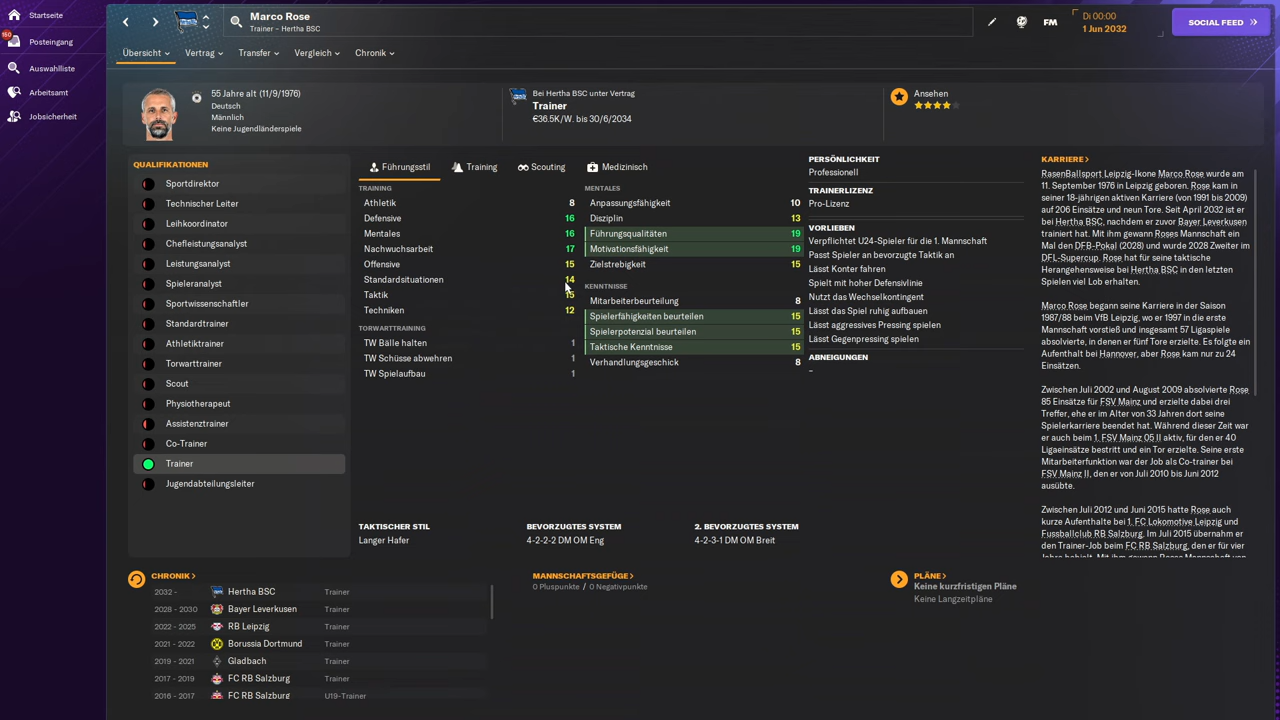 Startseite
150
Posteingang
Auswahlliste
Arbeitsamt
Jobsicherheit
Marco Rose
Trainer - Hertha BSC
FM
Di 00:00
1 Jun 2032
SOCIAL FEED
Übersicht
Vertrag
Transfer
Vergleich
Chronik
55 Jahre alt (11/9/1976)
Deutsch
Männlich
Keine Jugendländerspiele
Bei Hertha BSC unter Vertrag
Trainer
€36.5K/W. bis 30/6/2034
Ansehen
QUALIFIKATIONEN
Sportdirektor
Technischer Leiter
Leihkoordinator
Chefleistungsanalyst
Leistungsanalyst
Spieleranalyst
Sportwissenschaftler
Standardtrainer
Athletiktrainer
Torwarttrainer
Scout
Physiotherapeut
Assistenztrainer
Co-Trainer
Trainer
Jugendabteilungsleiter
Führungsstil
Training
Scouting
Medizinisch
TRAINING
Athletik 8
Defensive 16
Mentales 16
Nachwuchsarbeit 17
Offensive 15
Standardsituationen 14
Taktik 15
Techniken 12
TORWARTTRAINING
TW Bälle halten 1
TW Schüsse abwehren 1
TW Spielaufbau 1
MENTALES
Anpassungsfähigkeit 10
Disziplin 13
Führungsqualitäten 19
Motivationsfähigkeit 19
Zielstrebigkeit 15
KENNTNISSE
Mitarbeiterbeurteilung 8
Spielerfähigkeiten beurteilen 15
Spielerpotenzial beurteilen 15
Taktische Kenntnisse 15
Verhandlungsgeschick 8
TAKTISCHER STIL
Langer Hafer
BEVORZUGTES SYSTEM
4-2-2-2 DM OM Eng
2. BEVORZUGTES SYSTEM
4-2-3-1 DM OM Breit
PERSÖNLICHKEIT
Professionell
TRAINERLIZENZ
Pro-Lizenz
VORLIEBEN
Verpflichtet U24-Spieler für die 1. Mannschaft
Passt Spieler an bevorzugte Taktik an
Lässt Konter fahren
Spielt mit hoher Defensivlinie
Nutzt das Wechselkontingent
Lässt das Spiel ruhig aufbauen
Lässt aggressives Pressing spielen
Lässt Gegenpressing spielen
ABNEIGUNGEN
-
KARRIERE
RasenBallsport Leipzig-Ikone Marco Rose wurde am
11. September 1976 in Leipzig geboren. Rose kam in
seiner 18-jährigen aktiven Karriere (von 1991 bis 2009)
auf 206 Einsätze und neun Tore. Seit April 2032 ist er
bei Hertha BSC, nachdem er zuvor Bayer Leverkusen
trainiert hat. Mit ihm gewann Roses Mannschaft ein
Mal den DFB-Pokal (2028) und wurde 2028 Zweiter im
DFL-Supercup. Rose hat für seine taktische
Herangehensweise bei Hertha BSC in den letzten
Spielen viel Lob erhalten.
Marco Rose begann seine Karriere in der Saison
1987/88 beim VfB Leipzig, wo er 1997 in die erste
Mannschaft vorstieß und insgesamt 57 Ligaspiele
absolvierte, in denen er fünf Tore erzielte. Es folgte ein
Aufenthalt bei Hannover, aber Rose kam nur zu 24
Einsätzen.
Zwischen Juli 2002 und August 2009 absolvierte Rose
85 Einsätze für FSV Mainz und erzielte dabei drei
Treffer, ehe er im Alter von 33 Jahren dort seine
Spielerkarriere beendet hat. Während dieser Zeit war
er auch beim 1. FSV Mainz 05 II aktiv, für den er 40
Ligaeinsätze bestritt und ein Tor erzielte. Seine erste
Mitarbeiterfunktion war der Job als Co-trainer bei
FSV Mainz II, den er von Juli 2010 bis Juni 2012
ausübte.
Zwischen Juli 2012 und Juni 2015 hatte Rose auch
kurze Aufenthalte bei 1. FC Lokomotive Leipzig und
Fussballclub RB Salzburg. Im Juli 2015 übernahm er
den Trainer-Job beim FC RB Salzburg, den er für vier
CHRONIK
2032 - Hertha BSC Trainer
2028 - 2030 Bayer Leverkusen Trainer
2022 - 2025 RB Leipzig Trainer
2021 - 2022 Borussia Dortmund Trainer
2019 - 2021 Gladbach Trainer
2017 - 2019 FC RB Salzburg Trainer
2016 - 2017 FC RB Salzburg U19-Trainer
MANNSCHAFTSGEFÜGE
0 Pluspunkte / 0 Negativpunkte
PLÄNE
Keine kurzfristigen Pläne
Keine Langzeitpläne